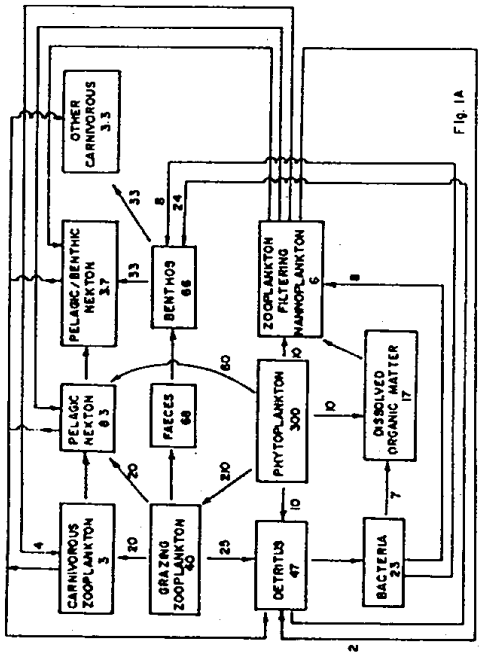 4
CARNIVOROUS
ZOOPLANKTON
3
PELAGIC
NEKTON
8.3
PELAGIC/BENTHIC
NEKTON
3.7
OTHER
CARNIVOROUS
3.3
20
20
33
33
GRAZING
ZOOPLANKTON
40
FAECES
68
BENTHOS
66
8
24
25
210
60
DETRITUS
47
10
PHYTOPLANKTON
300
10
ZOOPLANKTON
FILTERING
NANNOPLANKTON
6
10
BACTERIA
23
7
DISSOLVED
ORGANIC MATTER
17
8
2
Fig. 1A